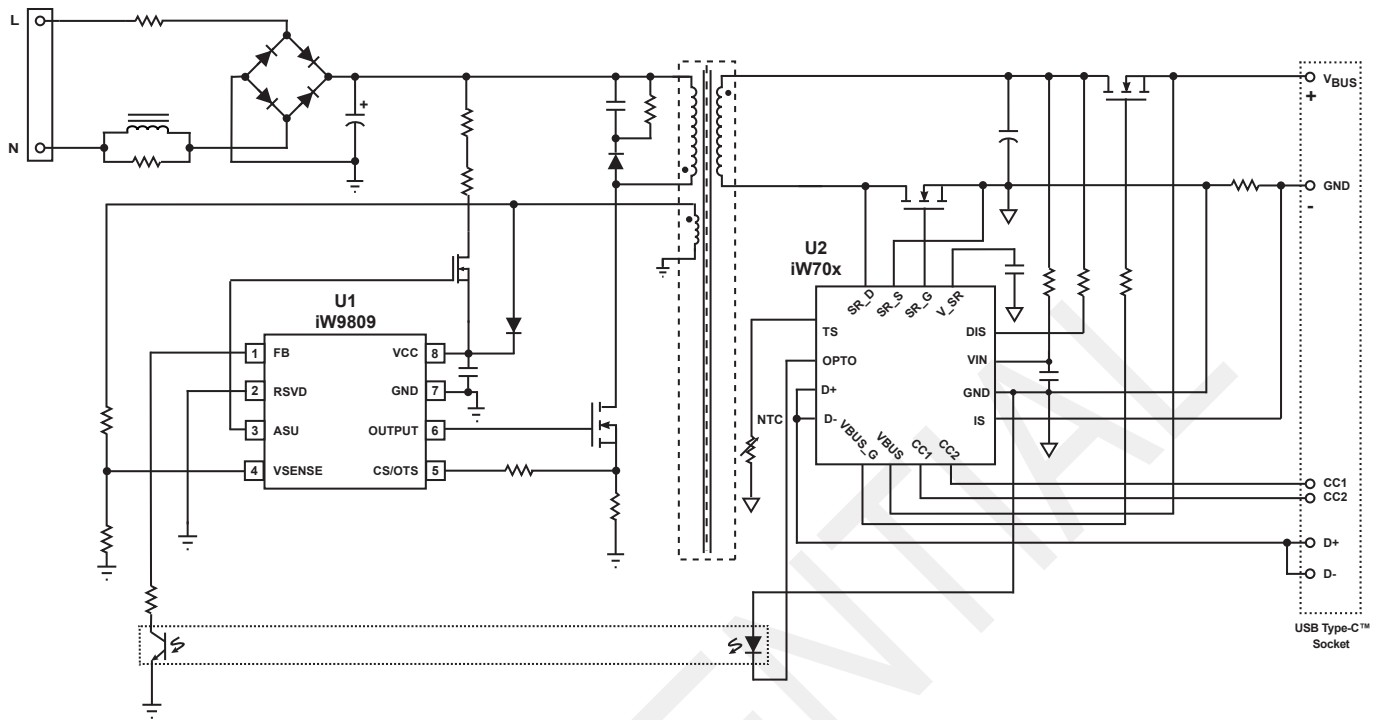 L
N
+
U1
iW9809
1 FB
2 RSVD
3 ASU
4 VSENSE
VCC 8
GND 7
OUTPUT 6
CS/OTS 5
U2
iW70x
SR_D
SR_S
SR_G
V_SR
TS
OPTO
D+
D-
DIS
VIN
GND
IS
VBUS_G
VBUS
CC1
CC2
NTC
VBUS
+
GND
-
CC1
CC2
D+
D-
USB Type-C™
Socket
ENTIAL